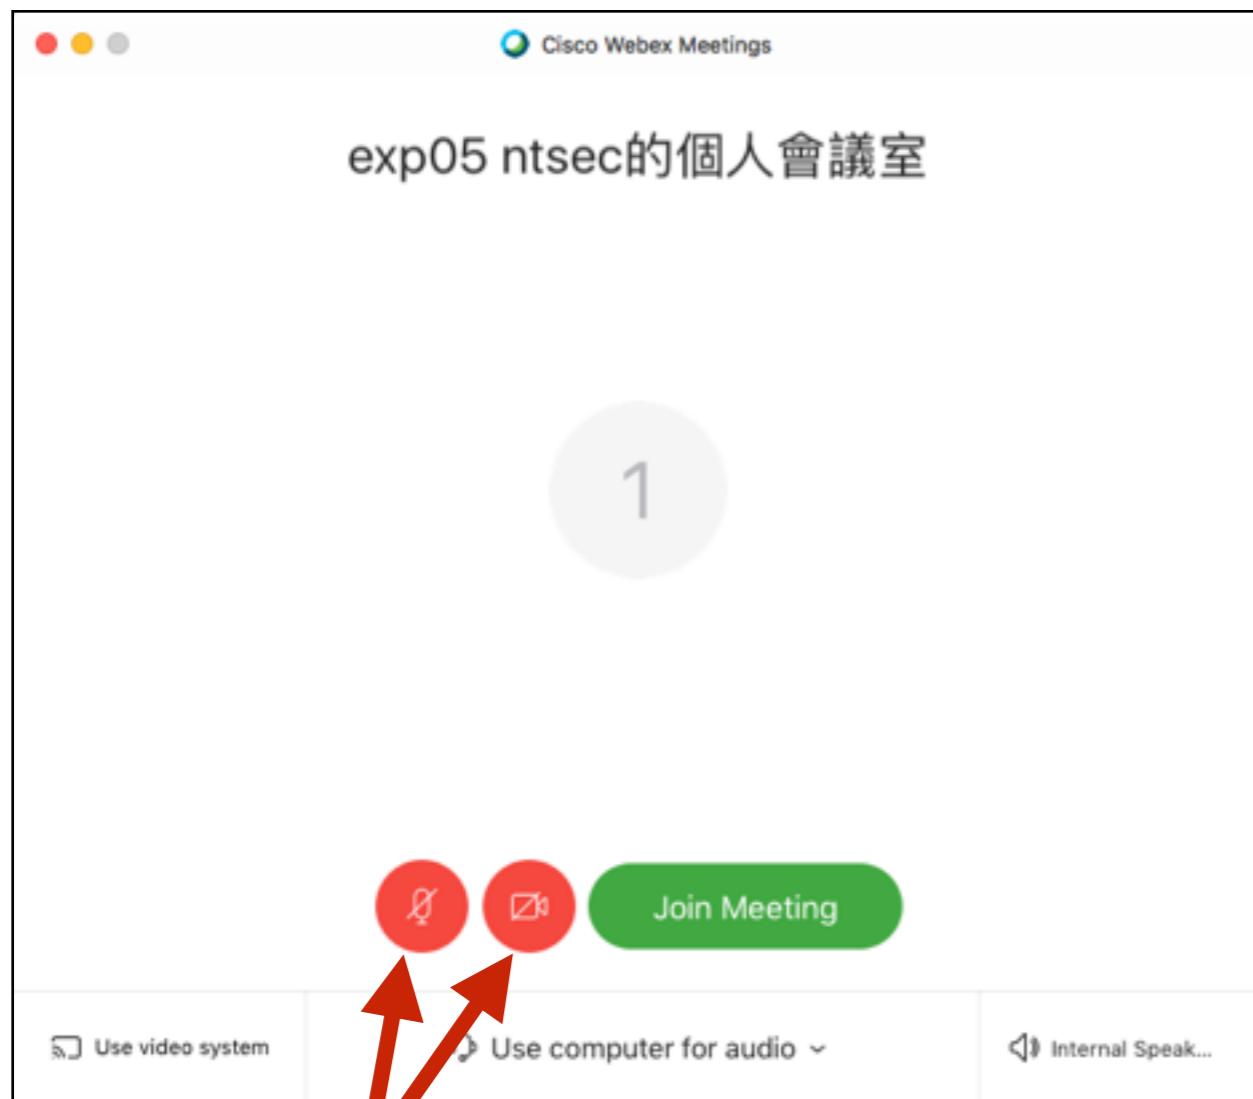 Cisco Webex Meetings
exp05 ntsec的個人會議室
1
Join Meeting
Use video system
Use computer for audio
Internal Speak...